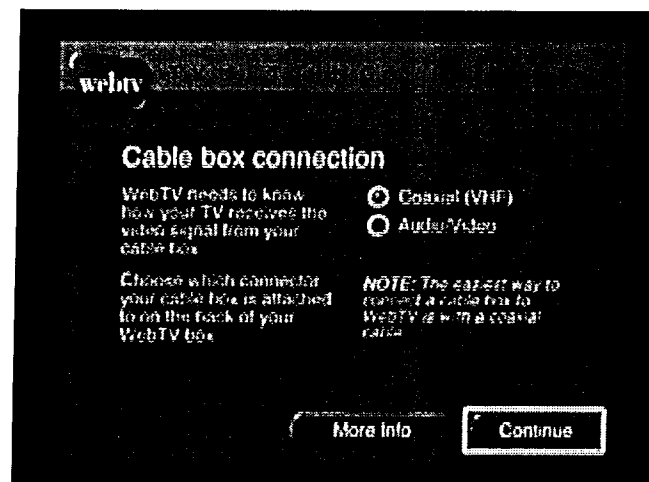 webtv
Cable box connection
WebTV needs to know
how your TV receives the
video signal from your
cable box
Choose which connector
your cable box is attached
to on the back of your
WebTV box
Coaxial (VHF)
Audio/Video
NOTE: The easiest way to
connect a cable box to
WebTV is with a coaxial
cable
More Info
Continue